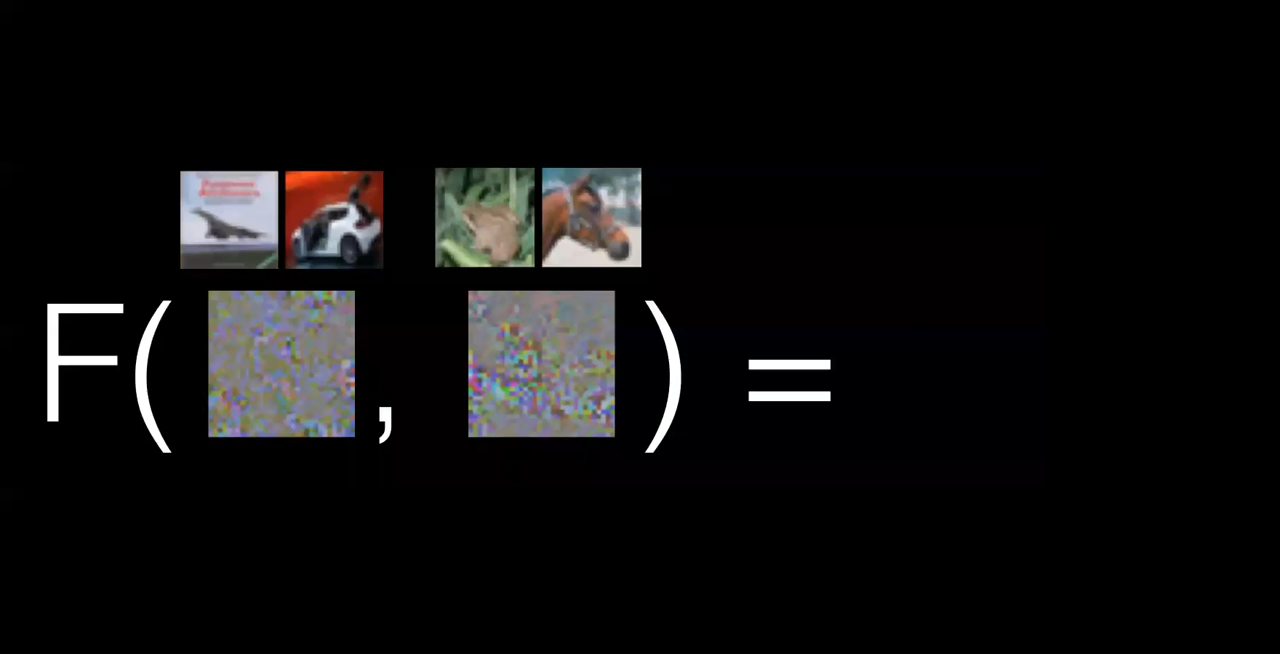 F( , ) =